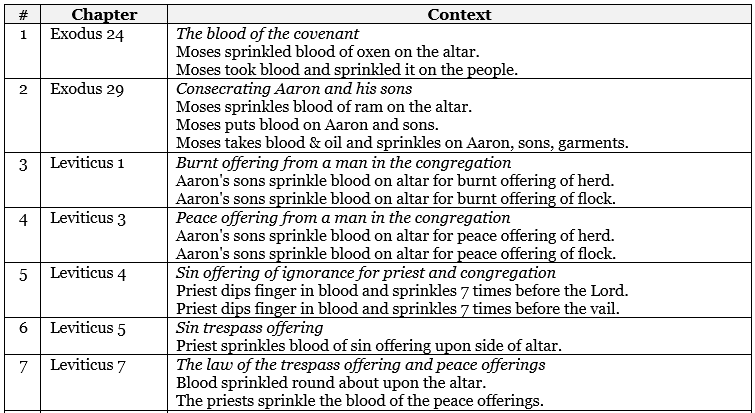 # Chapter Context
1 Exodus 24 The blood of the covenant
Moses sprinkled blood of oxen on the altar.
Moses took blood and sprinkled it on the people.
2 Exodus 29 Consecrating Aaron and his sons
Moses sprinkles blood of ram on the altar.
Moses puts blood on Aaron and sons.
Moses takes blood & oil and sprinkles on Aaron, sons, garments.
3 Leviticus 1 Burnt offering from a man in the congregation
Aaron's sons sprinkle blood on altar for burnt offering of herd.
Aaron's sons sprinkle blood on altar for burnt offering of flock.
4 Leviticus 3 Peace offering from a man in the congregation
Aaron's sons sprinkle blood on altar for peace offering of herd.
Aaron's sons sprinkle blood on altar for peace offering of flock.
5 Leviticus 4 Sin offering of ignorance for priest and congregation
Priest dips finger in blood and sprinkles 7 times before the Lord.
Priest dips finger in blood and sprinkles 7 times before the vail.
6 Leviticus 5 Sin trespass offering
Priest sprinkles blood of sin offering upon side of altar.
7 Leviticus 7 The law of the trespass offering and peace offerings
Blood sprinkled round about upon the altar.
The priests sprinkle the blood of the peace offerings.